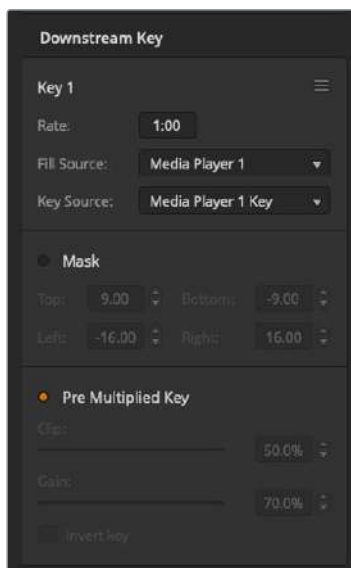 Downstream Key
Key 1
Rate: 1:00
Fill Source: Media Player 1
Key Source: Media Player 1 Key
Mask
Top: 9.00 Bottom: -9.00
Left: -16.00 Right: 16.00
Pre Multiplied Key
Clip:
50.0%
Gain:
70.0%
Invert key